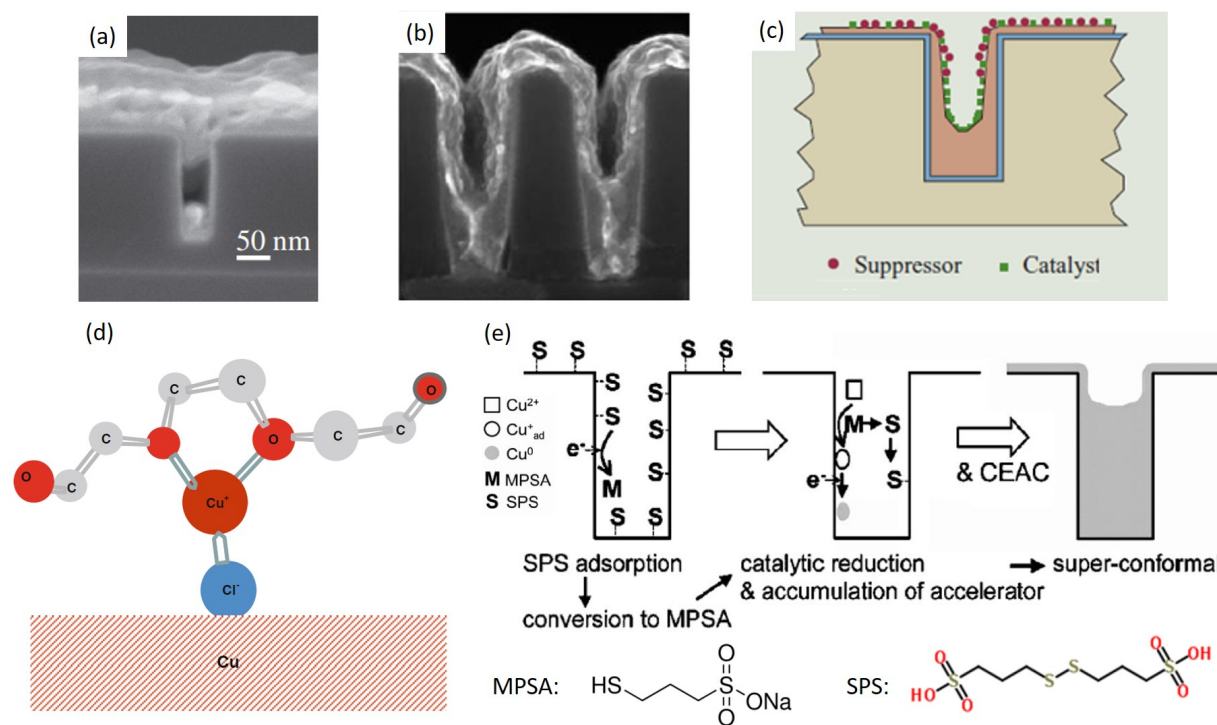 (a)
50 nm
(b)
(c)
Suppressor
Catalyst
(d)
C
C
C
C
C
C
O
O
O
O
Cu⁺
Cl⁻
Cu
(e)
S S S S
S
S
S
S
S
S S
Cu²⁺
Cu⁺ad
Cu⁰
M MPSA
S SPS
e⁻
M
M S
S
e⁻
& CEAC
SPS adsorption
conversion to MPSA
catalytic reduction
& accumulation of accelerator
super-conformal
MPSA:
HS
O
S
O
ONa
SPS:
O
S
O
HO
S
S
O
S
O
OH